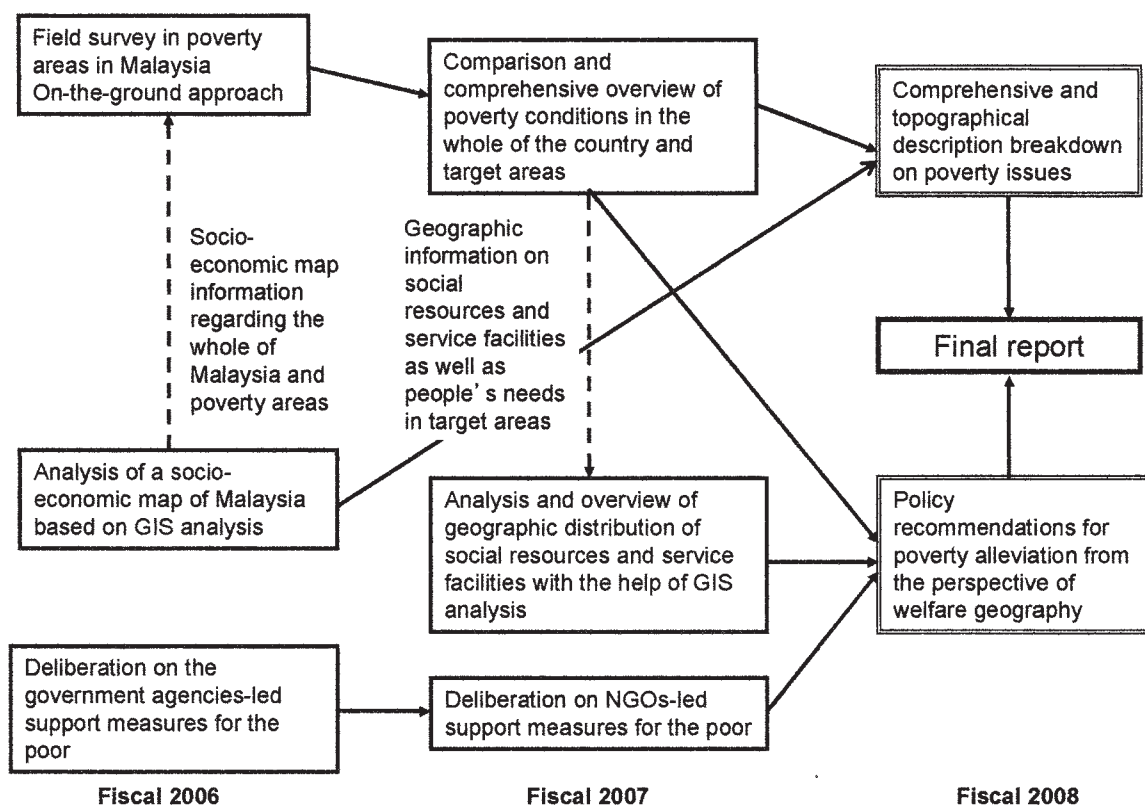 Field survey in poverty
areas in Malaysia
On-the-ground approach
Comparison and
comprehensive overview of
poverty conditions in the
whole of the country and
target areas
Comprehensive and
topographical
description breakdown
on poverty issues
Socio-
economic map
information
regarding the
whole of
Malaysia and
poverty areas
Geographic
information on
social
resources and
service facilities
as well as
people's needs
in target areas
Final report
Analysis of a socio-
economic map of Malaysia
based on GIS analysis
Analysis and overview of
geographic distribution of
social resources and service
facilities with the help of GIS
analysis
Policy
recommendations for
poverty alleviation from
the perspective of
welfare geography
Deliberation on the
government agencies-led
support measures for the
poor
Deliberation on NGOs-led
support measures for the poor
Fiscal 2006
Fiscal 2007
Fiscal 2008